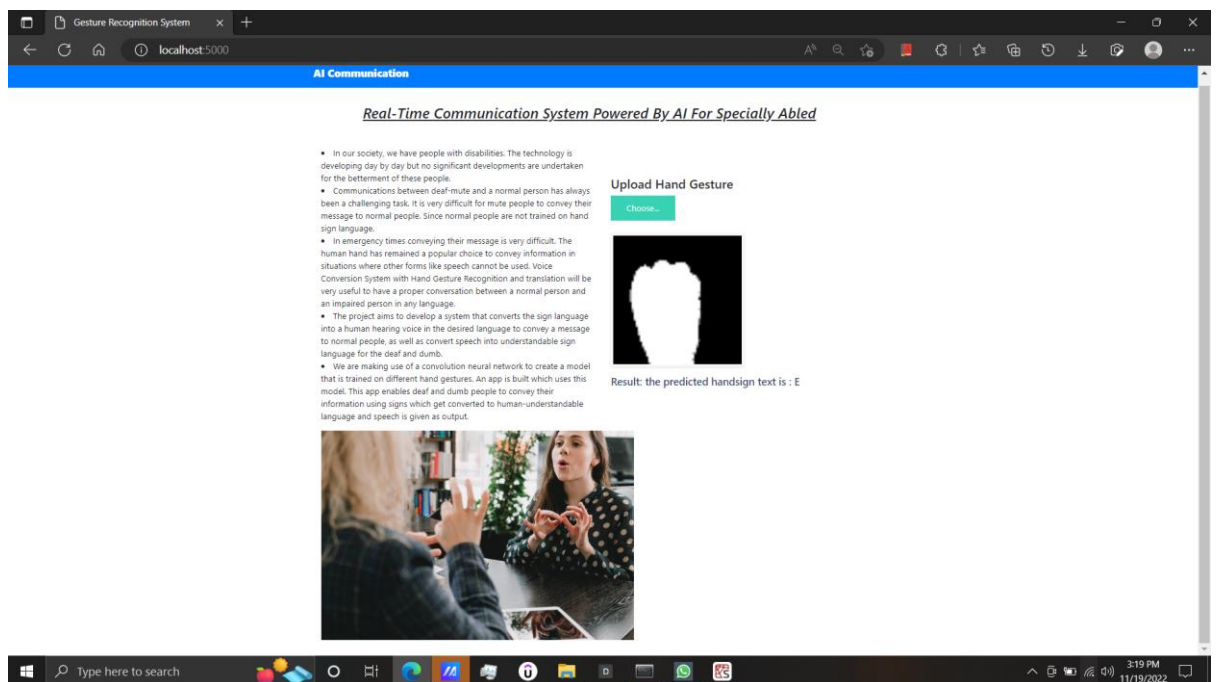 Gesture Recognition System
localhost:5000
AI Communication
Real-Time Communication System Powered By AI For Specially Abled
• In our society, we have people with disabilities. The technology is
developing day by day but no significant developments are undertaken
for the betterment of these people.
• Communications between deaf-mute and a normal person has always
been a challenging task. It is very difficult for mute people to convey their
message to normal people. Since normal people are not trained on hand
sign language.
• In emergency times conveying their message is very difficult. The
human hand has remained a popular choice to convey information in
situations where other forms like speech cannot be used. Voice
Conversion System with Hand Gesture Recognition and translation will be
very useful to have a proper conversation between a normal person and
an impaired person in any language.
• The project aims to develop a system that converts the sign language
into a human hearing voice in the desired language to convey a message
to normal people, as well as convert speech into understandable sign
language for the deaf and dumb.
• We are making use of a convolution neural network to create a model
that is trained on different hand gestures. An app is built which uses this
model. This app enables deaf and dumb people to convey their
information using signs which get converted to human-understandable
language and speech is given as output.
Upload Hand Gesture
Choose...
Result: the predicted handsign text is : E
Type here to search
3:19 PM
11/19/2022